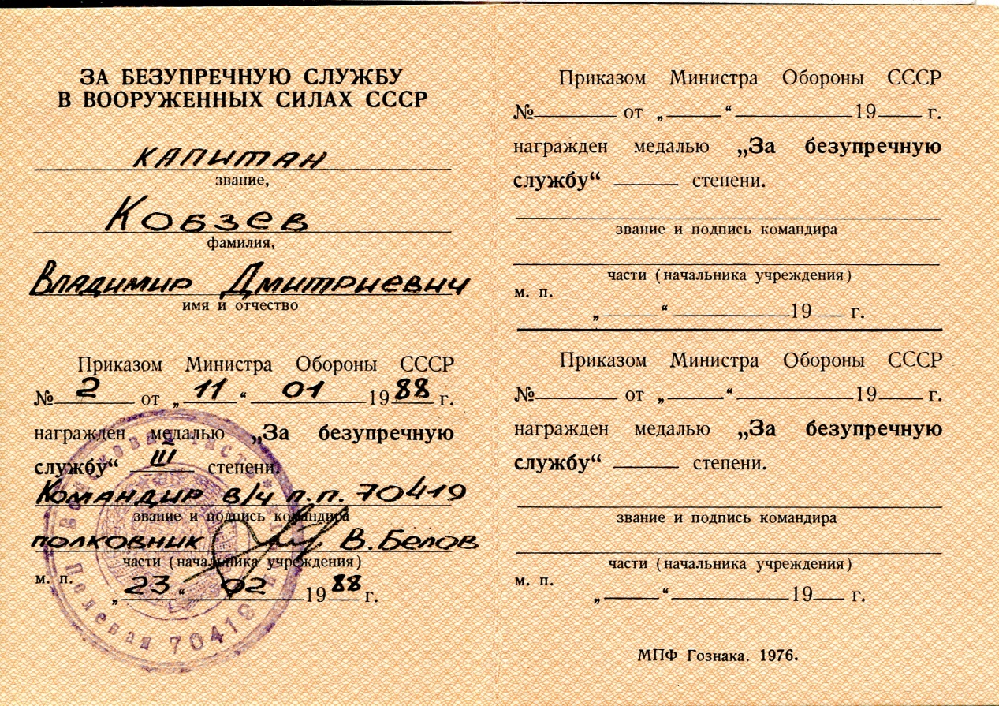 ЗА БЕЗУПРЕЧНУЮ СЛУЖБУ
В ВООРУЖЕННЫХ СИЛАХ СССР
капитан
звание,
Кобзев
фамилия,
Владимир Дмитриевич
имя и отчество
Приказом Министра Обороны СССР
№ 2 от „ 11 “ 01 19 88 г.
награжден медалью „За безупречную
службу“ III степени.
Командир в/ч п.п. 70419
звание и подпись командира
полковник В. Белов
части (начальника учреждения)
м. п.
„ 23 “ 02 19 88 г.
Полевая 70419
Приказом Министра Обороны СССР
№ от „ “ 19 г.
награжден медалью „За безупречную
службу“ степени.
звание и подпись командира
части (начальника учреждения)
м. п.
„ “ 19 г.
Приказом Министра Обороны СССР
№ от „ “ 19 г.
награжден медалью „За безупречную
службу“ степени.
звание и подпись командира
части (начальника учреждения)
м. п.
„ “ 19 г.
МПФ Гознака. 1976.